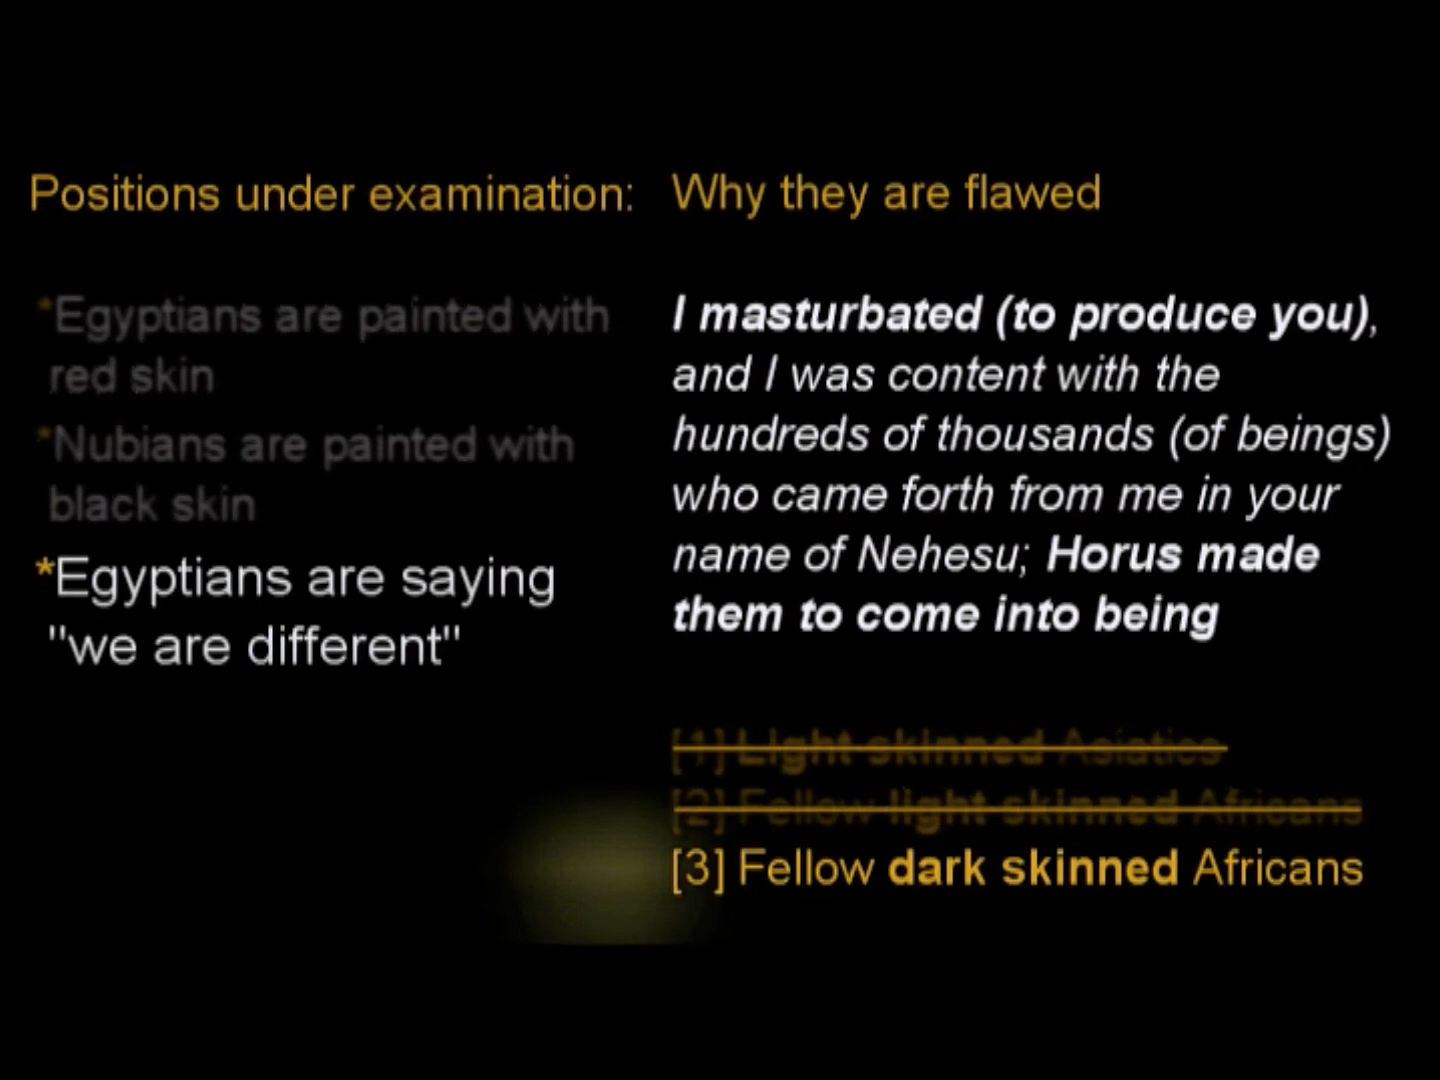 Positions under examination:
*Egyptians are painted with
red skin
*Nubians are painted with
black skin
*Egyptians are saying
"we are different"
Why they are flawed
I masturbated (to produce you),
and I was content with the
hundreds of thousands (of beings)
who came forth from me in your
name of Nehesu; Horus made
them to come into being
[1] Light skinned Asiatics
[2] Fellow light skinned Africans
[3] Fellow dark skinned Africans